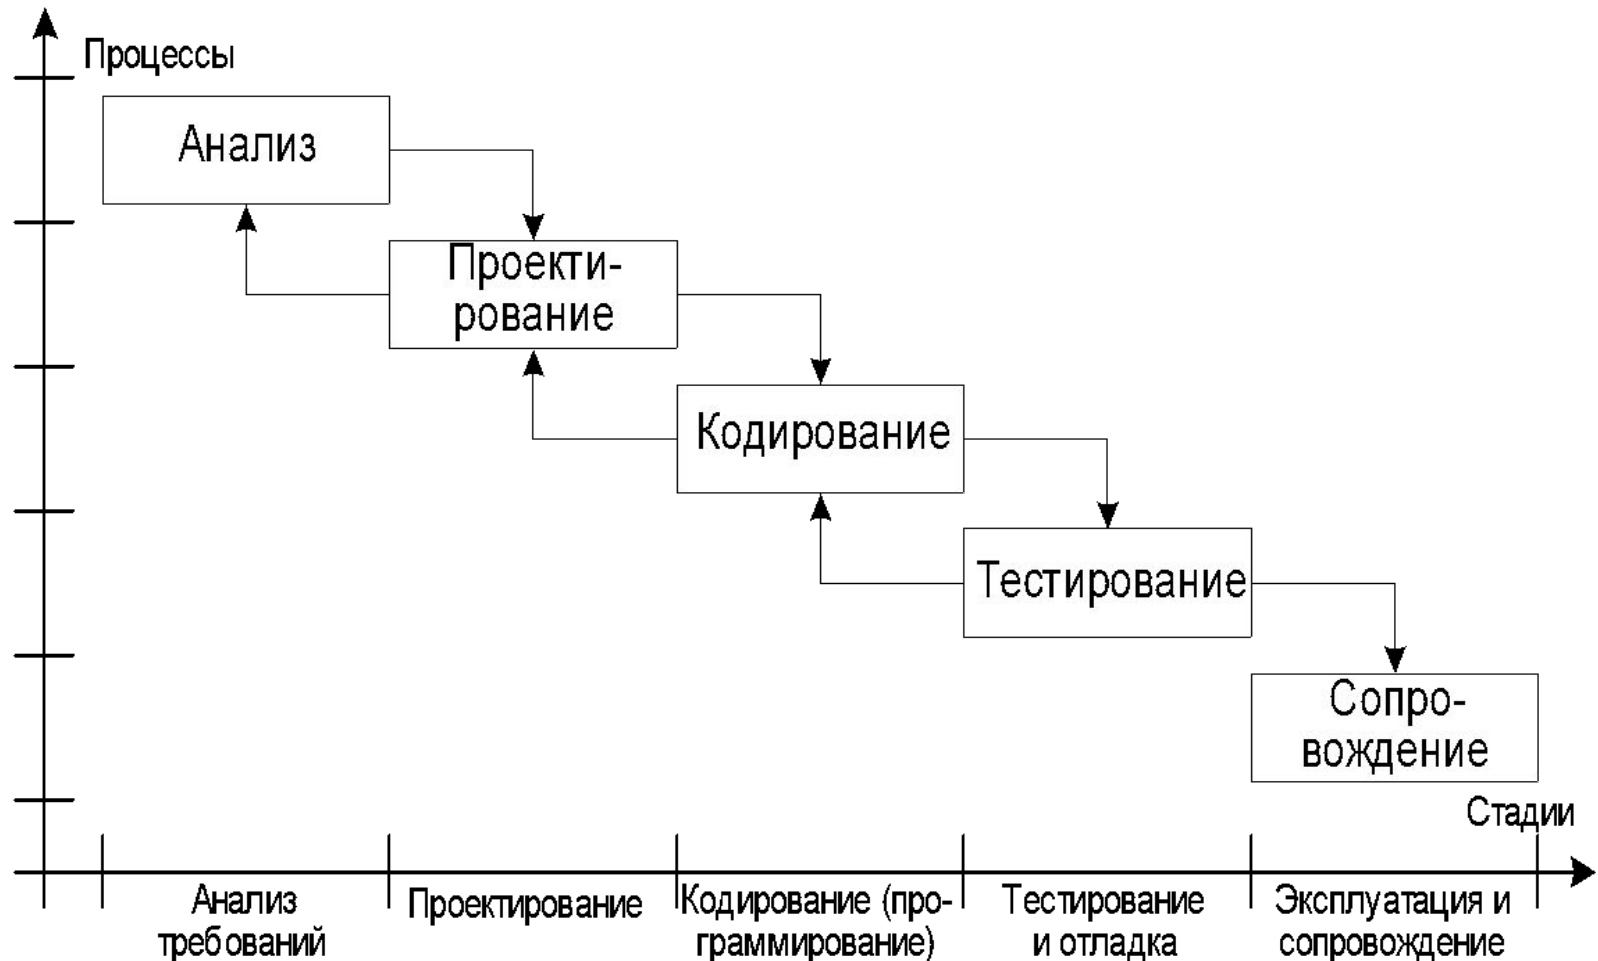 Процессы
Анализ
Проекти-
рование
Кодирование
Тестирование
Сопро-
вождение
Стадии
Анализ
требований
Проектирование
Кодирование (про-
граммирование)
Тестирование
и отладка
Эксплуатация и
сопровождение